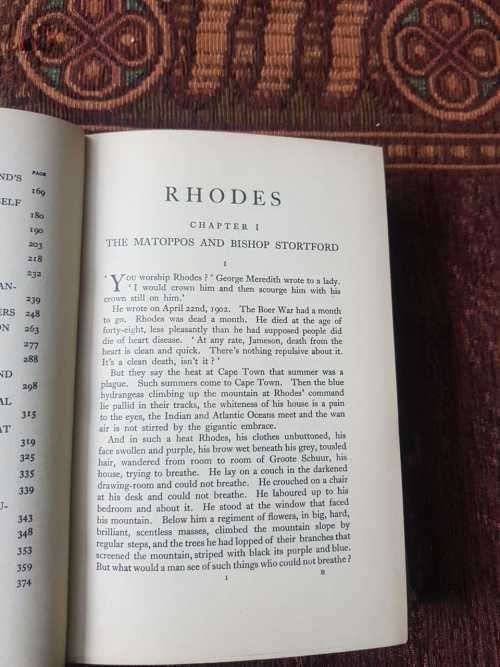 PAGE
ND'S
169
SELF
180
190
203
218
232
AN-
239
ERS 248
ON 263
277
288
ND
298
AL
315
AT
319
325
335
339
U-
343
348
353
359
374
RHODES
CHAPTER I
THE MATOPPOS AND BISHOP STORTFORD
I
'YOU worship Rhodes?' George Meredith wrote to a lady.
'I would crown him and then scourge him with his
crown still on him.'
He wrote on April 22nd, 1902. The Boer War had a month
to go. Rhodes was dead a month. He died at the age of
forty-eight, less pleasantly than he had supposed people did
die of heart disease. 'At any rate, Jameson, death from the
heart is clean and quick. There's nothing repulsive about it.
It's a clean death, isn't it?'
But they say the heat at Cape Town that summer was a
plague. Such summers come to Cape Town. Then the blue
hydrangeas climbing up the mountain at Rhodes' command
lie pallid in their tracks, the whiteness of his house is a pain
to the eyes, the Indian and Atlantic Oceans meet and the wan
air is not stirred by the gigantic embrace.
And in such a heat Rhodes, his clothes unbuttoned, his
face swollen and purple, his brow wet beneath his grey, tousled
hair, wandered from room to room of Groote Schuur, his
house, trying to breathe. He lay on a couch in the darkened
drawing-room and could not breathe. He crouched on a chair
at his desk and could not breathe. He laboured up to his
bedroom and about it. He stood at the window that faced
his mountain. Below him a regiment of flowers, in big, hard,
brilliant, scentless masses, climbed the mountain slope by
regular steps, and the trees he had lopped of their branches that
screened the mountain, striped with black its purple and blue.
But what would a man see of such things who could not breathe?
I B